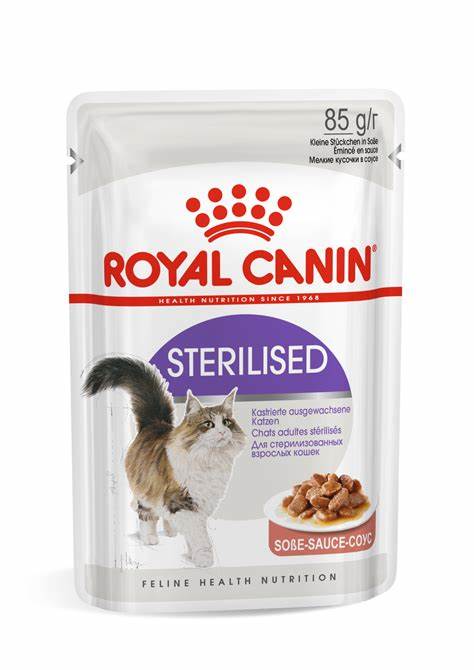 85 g/г
Kleine Stückchen in Soße
Émincé en sauce
Мелкие кусочки в соусе
ROYAL CANIN®
HEALTH NUTRITION SINCE 1968
STERILISED
Kastrierte ausgewachsene
Katzen
Chats adultes stérilisés
Для стерилизованных
взрослых кошек
SOßE-SAUCE-СОУС
FELINE HEALTH NUTRITION